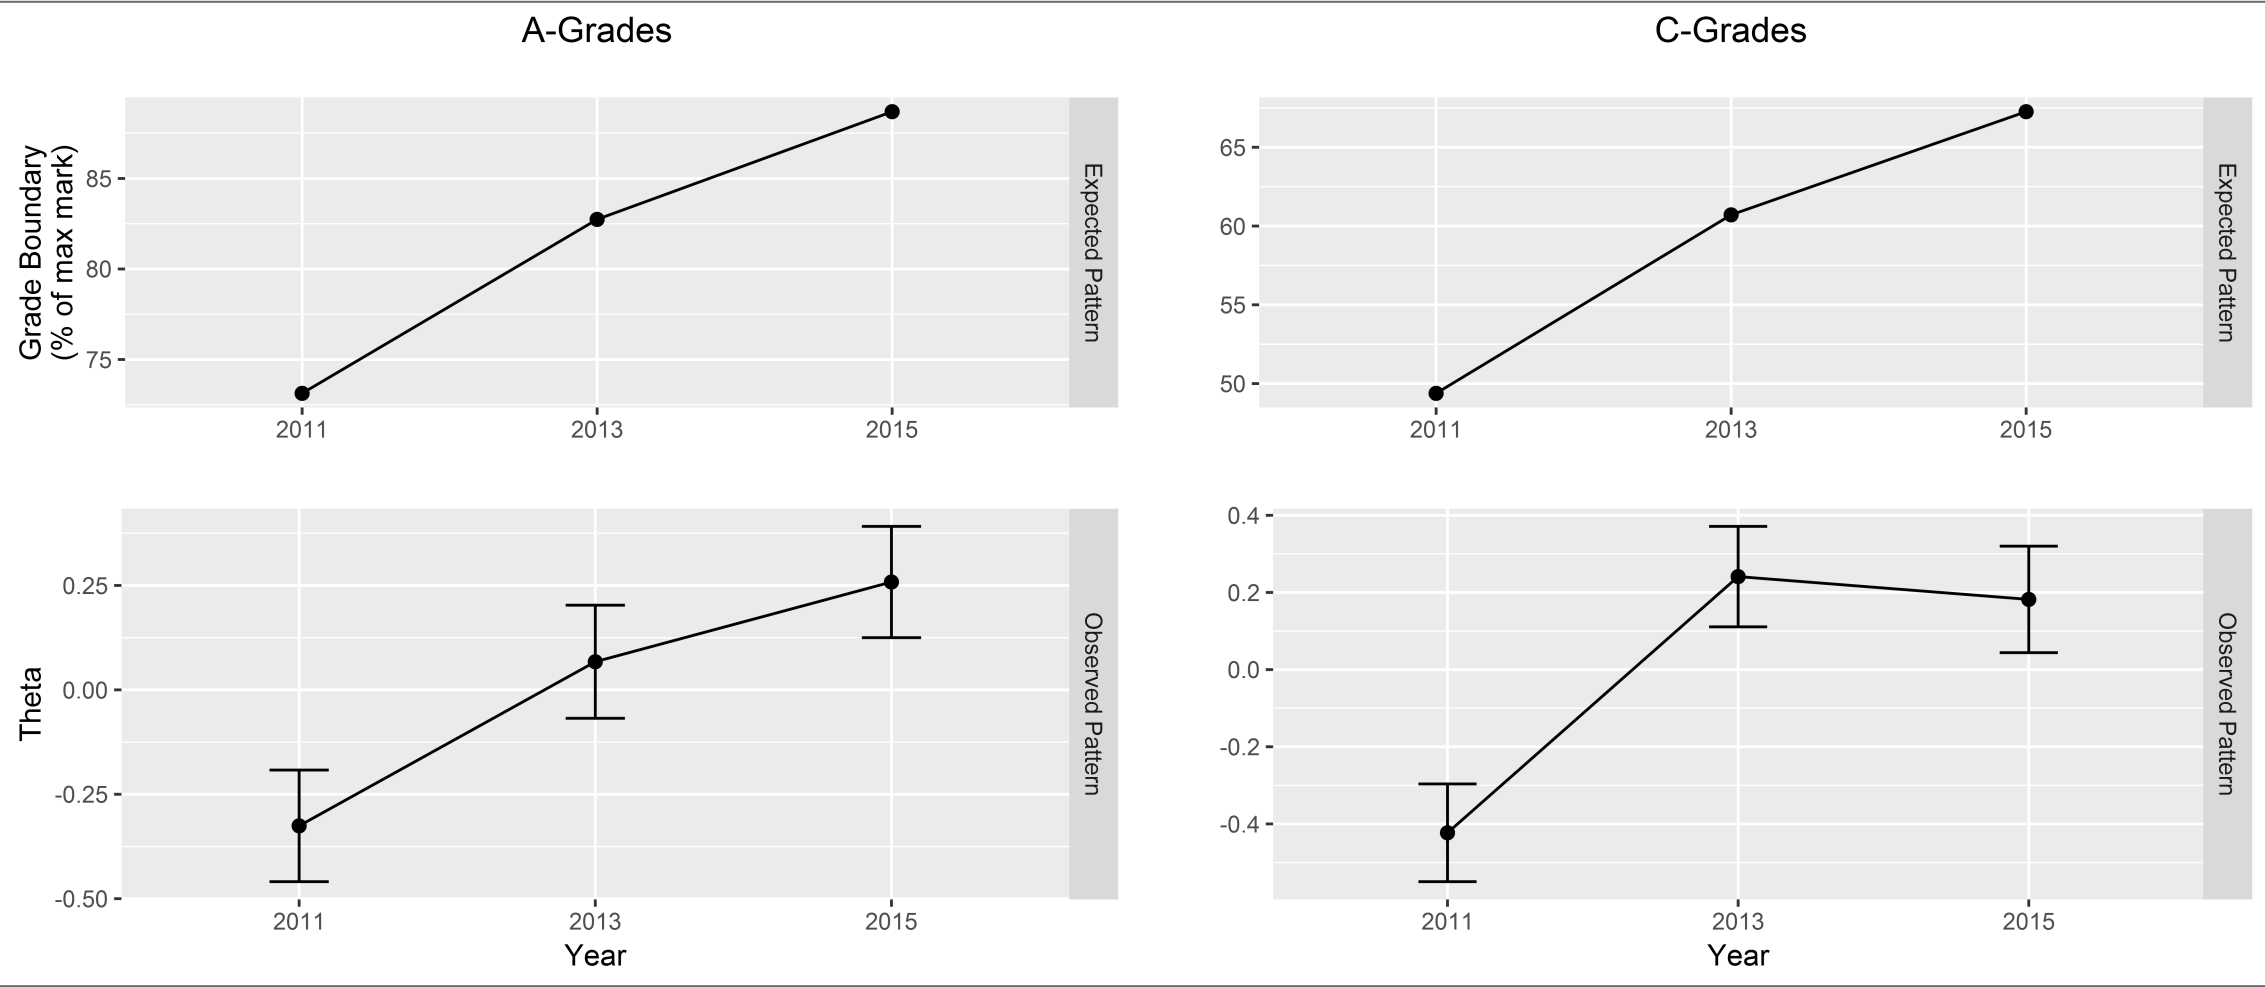 A-Grades
C-Grades
Grade Boundary
(% of max mark)
85
80
75
2011
2013
2015
Expected Pattern
65
60
55
50
2011
2013
2015
Expected Pattern
Theta
0.25
0.00
-0.25
-0.50
2011
2013
2015
Year
Observed Pattern
0.4
0.2
0.0
-0.2
-0.4
2011
2013
2015
Year
Observed Pattern